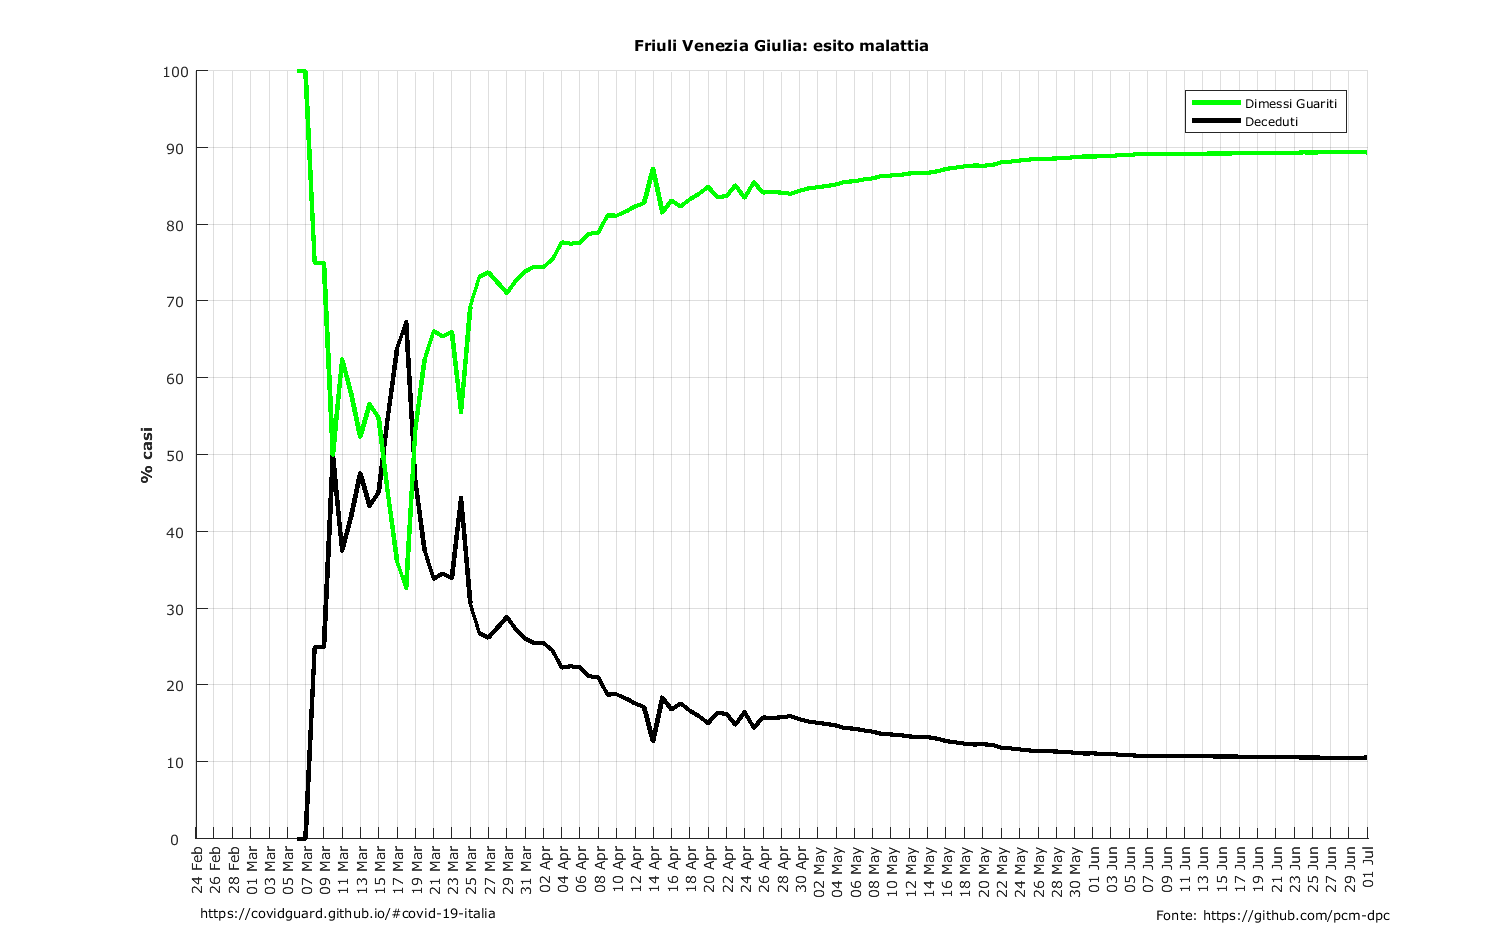 Friuli Venezia Giulia: esito malattia
Dimessi Guariti
Deceduti
% casi
100
90
80
70
60
50
40
30
20
10
0
24 Feb
26 Feb
28 Feb
01 Mar
03 Mar
05 Mar
07 Mar
09 Mar
11 Mar
13 Mar
15 Mar
17 Mar
19 Mar
21 Mar
23 Mar
25 Mar
27 Mar
29 Mar
31 Mar
02 Apr
04 Apr
06 Apr
08 Apr
10 Apr
12 Apr
14 Apr
16 Apr
18 Apr
20 Apr
22 Apr
24 Apr
26 Apr
28 Apr
30 Apr
02 May
04 May
06 May
08 May
10 May
12 May
14 May
16 May
18 May
20 May
22 May
24 May
26 May
28 May
30 May
01 Jun
03 Jun
05 Jun
07 Jun
09 Jun
11 Jun
13 Jun
15 Jun
17 Jun
19 Jun
21 Jun
23 Jun
25 Jun
27 Jun
29 Jun
01 Jul
https://covidguard.github.io/#covid-19-italia
Fonte: https://github.com/pcm-dpc